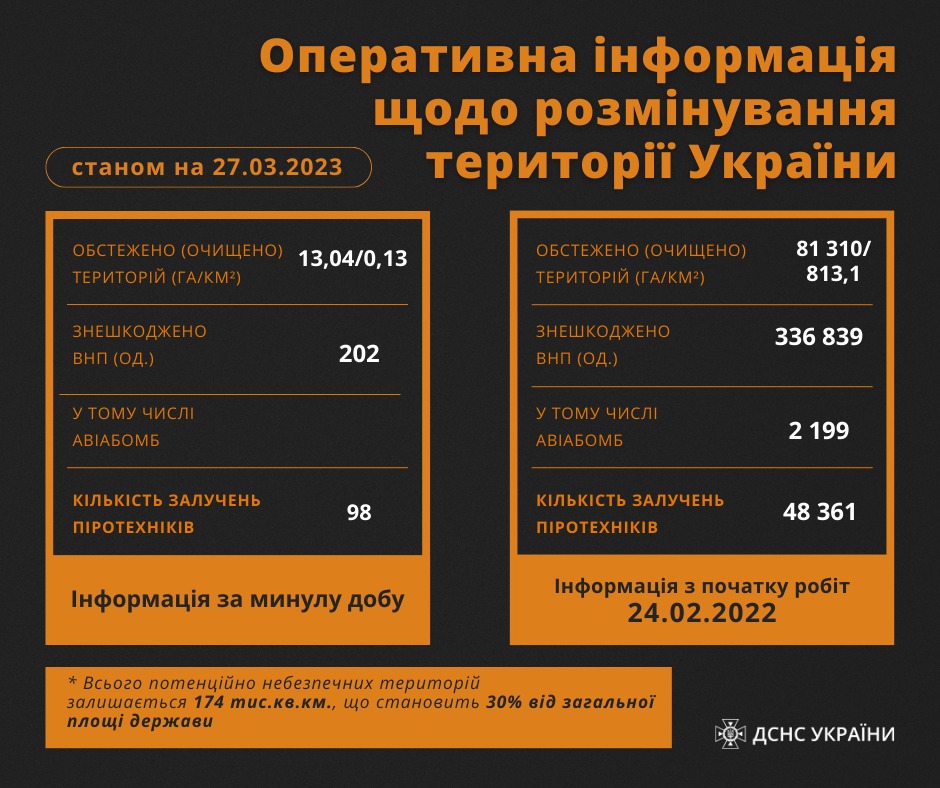 Оперативна інформація
щодо розмінування
території України
станом на 27.03.2023
ОБСТЕЖЕНО (ОЧИЩЕНО)
ТЕРИТОРІЙ (ГА/КМ²)
13,04/0,13
ЗНЕШКОДЖЕНО
ВНП (ОД.)
202
У ТОМУ ЧИСЛІ
АВІАБОМБ
КІЛЬКІСТЬ ЗАЛУЧЕНЬ
ПІРОТЕХНІКІВ
98
Інформація за минулу добу
ОБСТЕЖЕНО (ОЧИЩЕНО)
ТЕРИТОРІЙ (ГА/КМ²)
81 310/
813,1
ЗНЕШКОДЖЕНО
ВНП (ОД.)
336 839
У ТОМУ ЧИСЛІ
АВІАБОМБ
2 199
КІЛЬКІСТЬ ЗАЛУЧЕНЬ
ПІРОТЕХНІКІВ
48 361
Інформація з початку робіт
24.02.2022
* Всього потенційно небезпечних територій
залишається 174 тис.кв.км., що становить 30% від загальної
площі держави
ДСНС УКРАЇНИ